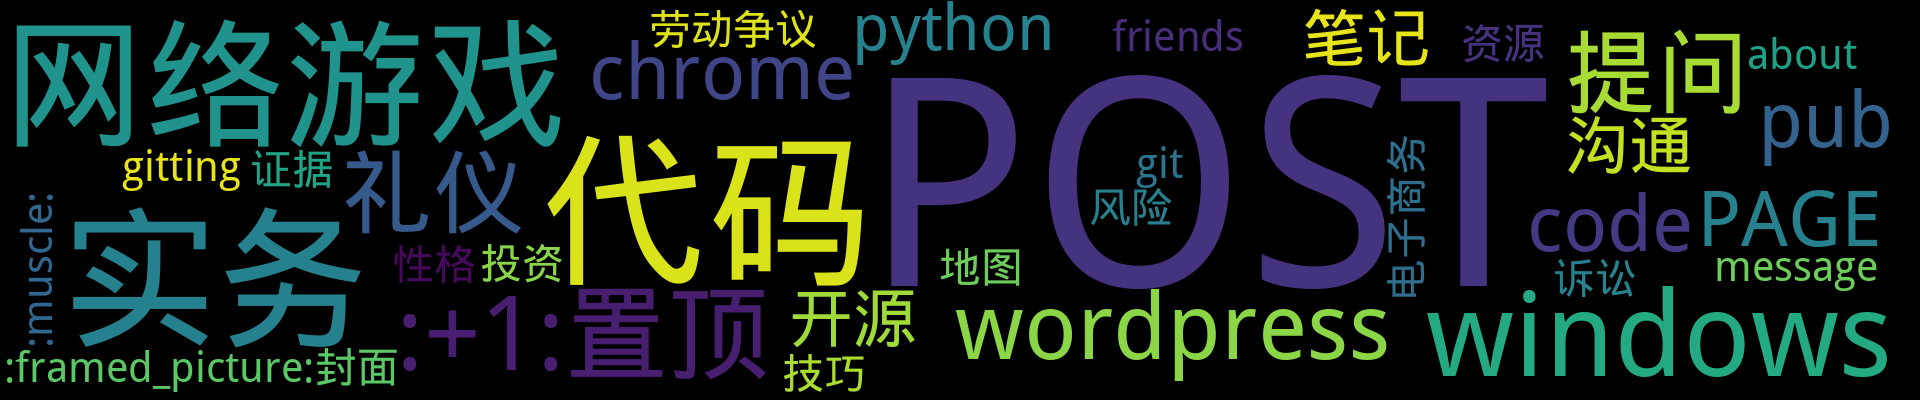 网络游戏
劳动争议
chrome
python
friends
笔记
资源
提问
about
pub
沟通
gitting
证据
礼仪
代码
POST
git
风险
电子商务
code
PAGE
:muscle:
实务
性格
投资
地图
诉讼
message
:+1:置顶
开源
wordpress
windows
:framed_picture:封面
技巧